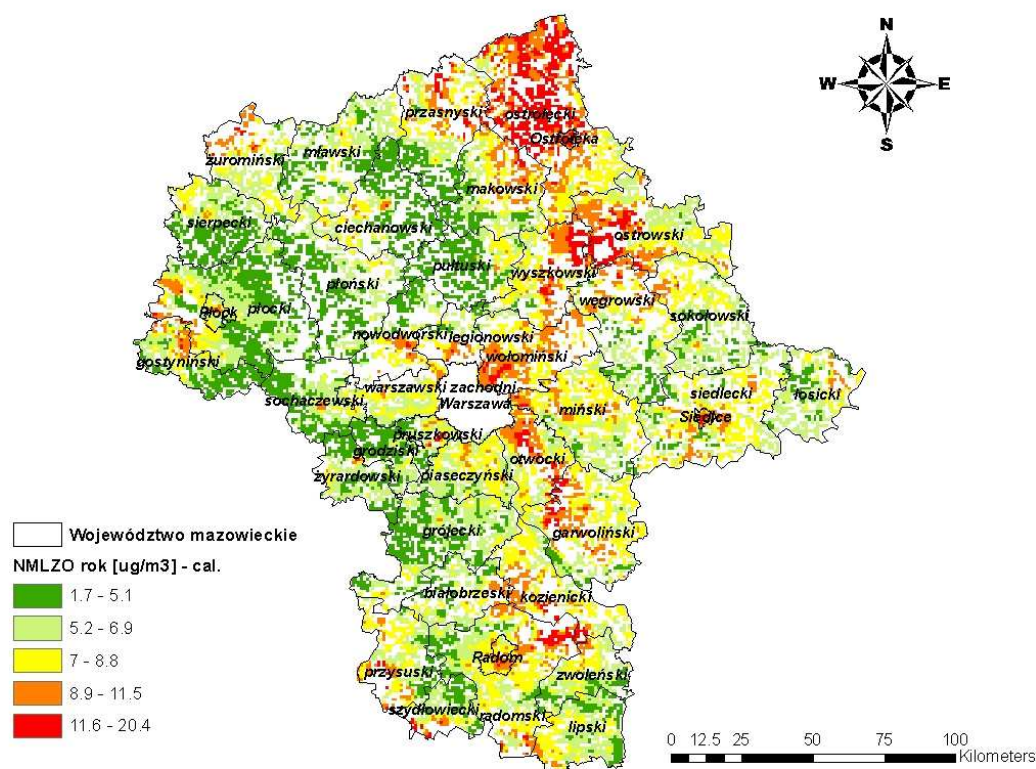 N
W E
S
przasnyski
ostrołęcki
Ostrołęka
żuromiński
mławski
makowski
sierpecki
ciechanowski
ostrowski
pułtuski
wyszkowski
płoński
węgrowski
sokołowski
Płock
płocki
nowodworski
legionowski
wołomiński
gostyniński
warszawski zachodni
siedlecki
łosicki
sochaczewski
Warszawa
miński
Siedlce
pruszkowski
grodziski
otwocki
żyrardowski
piaseczyński
grójecki
garwoliński
Województwo mazowieckie
NMLZO rok [ug/m3] - cal.
1.7 - 5.1
5.2 - 6.9
7 - 8.8
8.9 - 11.5
11.6 - 20.4
białobrzeski
kozienicki
Radom
przysuski
zwoleński
szydłowiecki
radomski
lipski
0 12.5 25 50 75 100
Kilometers